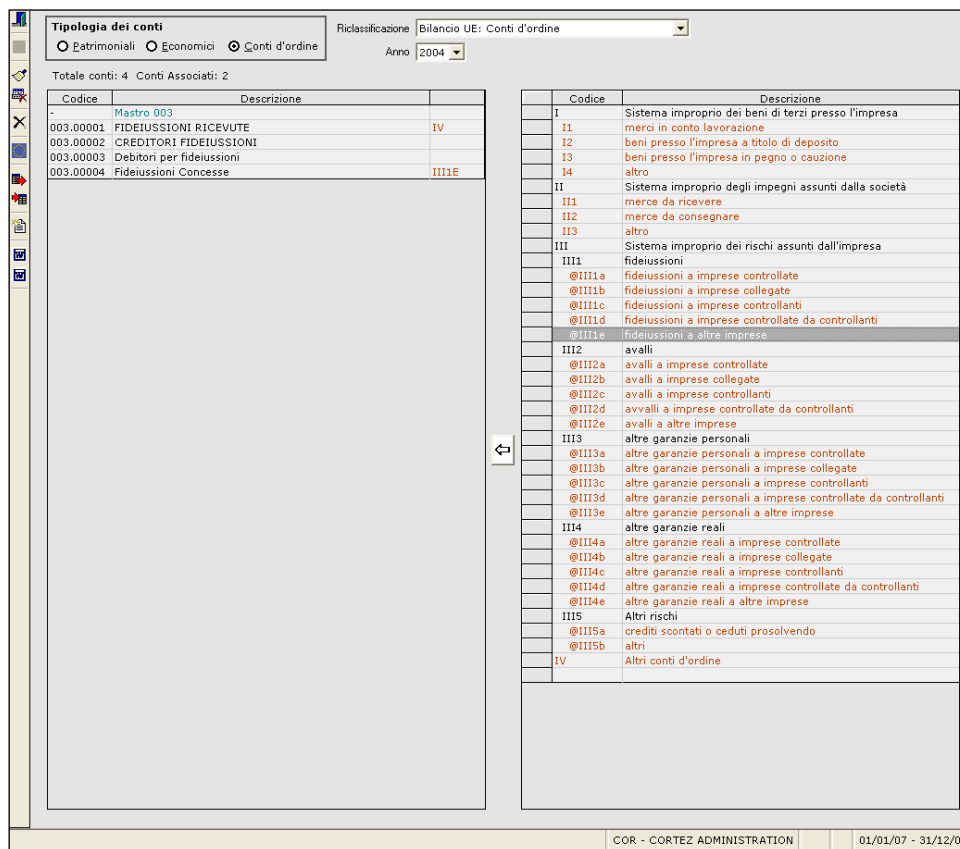 Tipologia dei conti
Patrimoniali Economici Conti d'ordine
Riclassificazione Bilancio UE: Conti d'ordine
Anno 2004
Totale conti: 4 Conti Associati: 2
Codice Descrizione
- Mastro 003
003.00001 FIDEIUSSIONI RICEVUTE IV
003.00002 CREDITORI FIDEIUSSIONI
003.00003 Debitori per fideiussioni
003.00004 Fideiussioni Concesse III1E
Codice Descrizione
I Sistema improprio dei beni di terzi presso l'impresa
I1 merci in conto lavorazione
I2 beni presso l'impresa a titolo di deposito
I3 beni presso l'impresa in pegno o cauzione
I4 altro
II Sistema improprio degli impegni assunti dalla società
II1 merce da ricevere
II2 merce da consegnare
II3 altro
III Sistema improprio dei rischi assunti dall'impresa
III1 fideiussioni
@III1a fideiussioni a imprese controllate
@III1b fideiussioni a imprese collegate
@III1c fideiussioni a imprese controllanti
@III1d fideiussioni a imprese controllate da controllanti
@III1e fideiussioni a altre imprese
III2 avalli
@III2a avalli a imprese controllate
@III2b avalli a imprese collegate
@III2c avalli a imprese controllanti
@III2d avvalli a imprese controllate da controllanti
@III2e avalli a altre imprese
III3 altre garanzie personali
@III3a altre garanzie personali a imprese controllate
@III3b altre garanzie personali a imprese collegate
@III3c altre garanzie personali a imprese controllanti
@III3d altre garanzie personali a imprese controllate da controllanti
@III3e altre garanzie personali a altre imprese
III4 altre garanzie reali
@III4a altre garanzie reali a imprese controllate
@III4b altre garanzie reali a imprese collegate
@III4c altre garanzie reali a imprese controllanti
@III4d altre garanzie reali a imprese controllate da controllanti
@III4e altre garanzie reali a altre imprese
III5 Altri rischi
@III5a crediti scontati o ceduti prosolvendo
@III5b altri
IV Altri conti d'ordine
COR - CORTEZ ADMINISTRATION 01/01/07 - 31/12/0